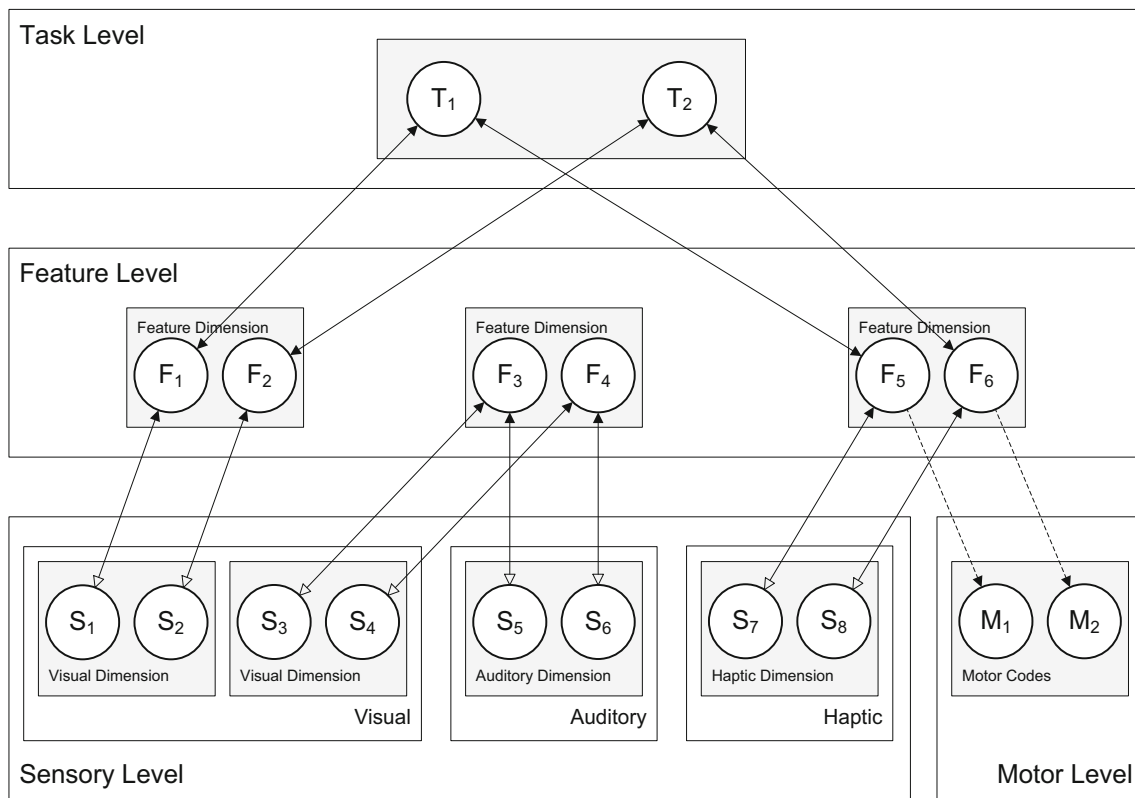 Task Level
T1 T2
Feature Level
Feature Dimension Feature Dimension Feature Dimension
F1 F2 F3 F4 F5 F6
S1 S2 S3 S4 S5 S6 S7 S8 M1 M2
Visual Dimension Visual Dimension Auditory Dimension Haptic Dimension Motor Codes
Visual Auditory Haptic
Sensory Level Motor Level